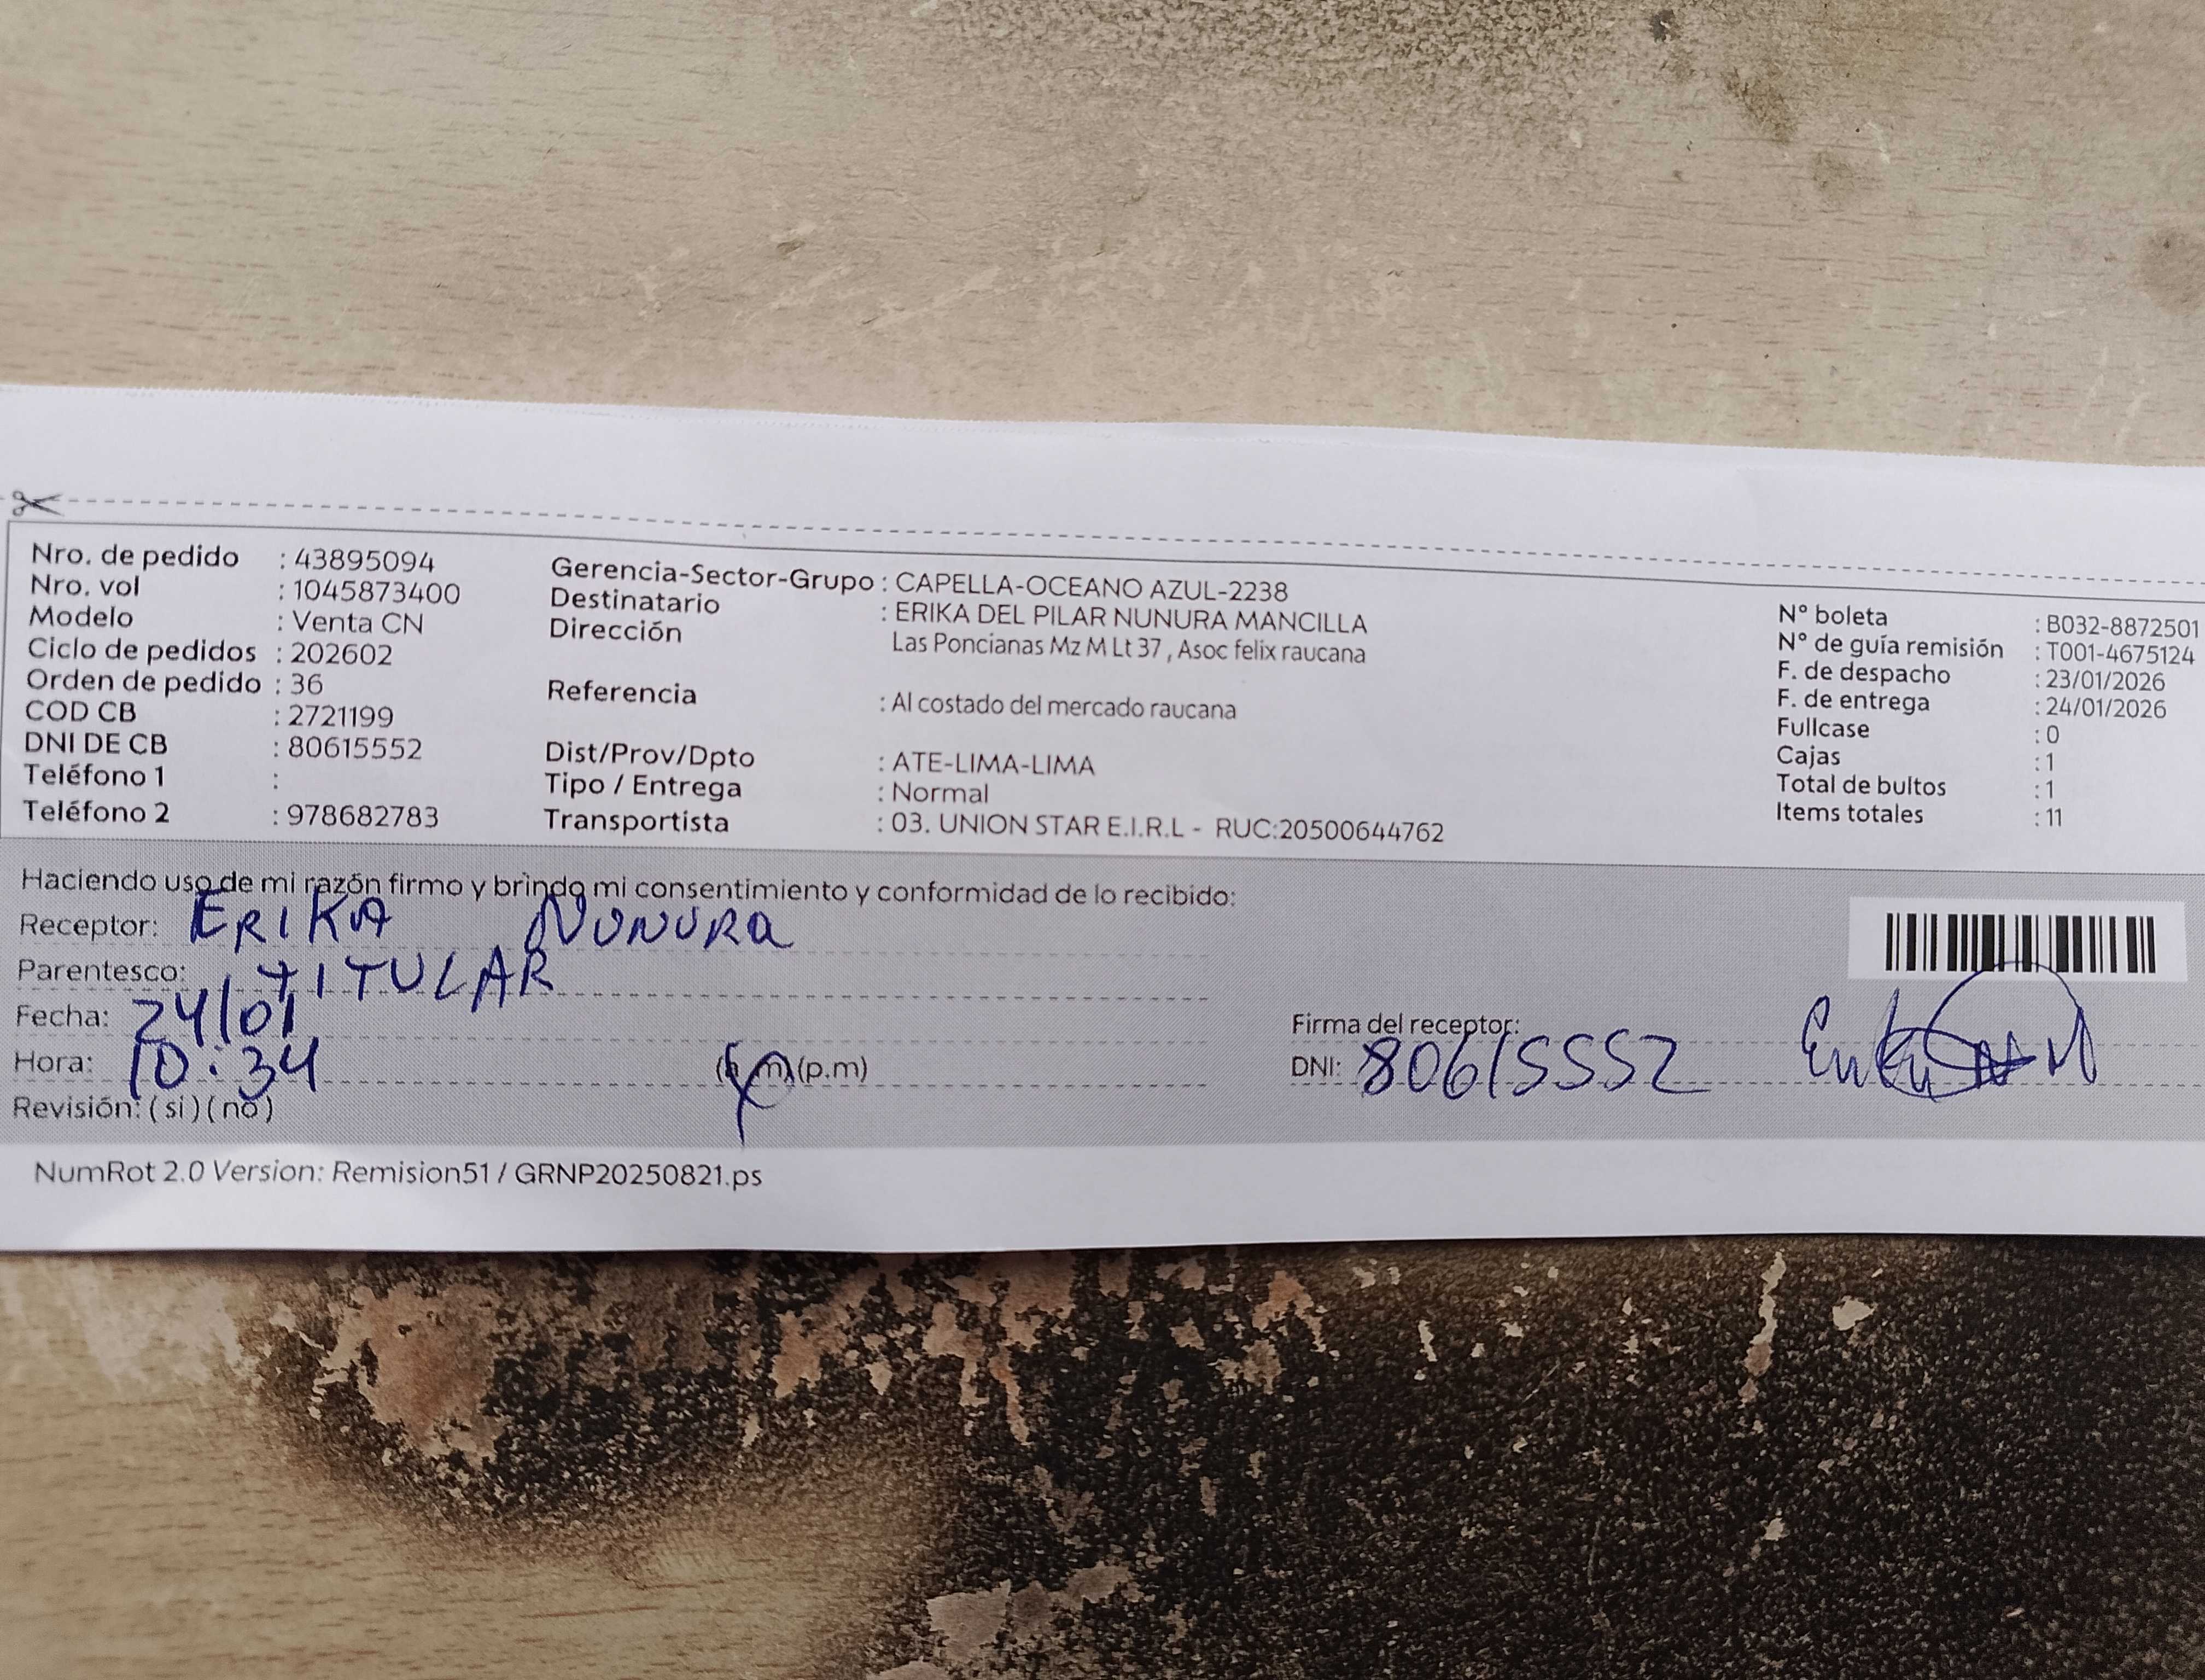 Nro. de pedido : 43895094
Nro. vol : 1045873400
Modelo : Venta CN
Ciclo de pedidos : 202602
Orden de pedido : 36
COD CB : 2721199
DNI DE CB : 80615552
Teléfono 1 :
Teléfono 2 : 978682783
Gerencia-Sector-Grupo : CAPELLA-OCEANO AZUL-2238
Destinatario : ERIKA DEL PILAR NUNURA MANCILLA
Dirección Las Poncianas Mz M Lt 37 , Asoc felix raucana
Referencia : Al costado del mercado raucana
Dist/Prov/Dpto : ATE-LIMA-LIMA
Tipo / Entrega : Normal
Transportista : 03. UNION STAR E.I.R.L - RUC:20500644762
N° boleta : B032-8872501
N° de guía remisión : T001-4675124
F. de despacho : 23/01/2026
F. de entrega : 24/01/2026
Fullcase : 0
Cajas : 1
Total de bultos : 1
Items totales : 11
Haciendo uso de mi razón firmo y brindo mi consentimiento y conformidad de lo recibido:
Receptor: ERIKA NUNURA
Parentesco: TITULAR
Fecha: 24/01
Hora: 10:34 (a.m)(p.m)
Revisión: (si)(no)
Firma del receptor:
DNI: 80615552
NumRot 2.0 Version: Remision51 / GRNP20250821.ps